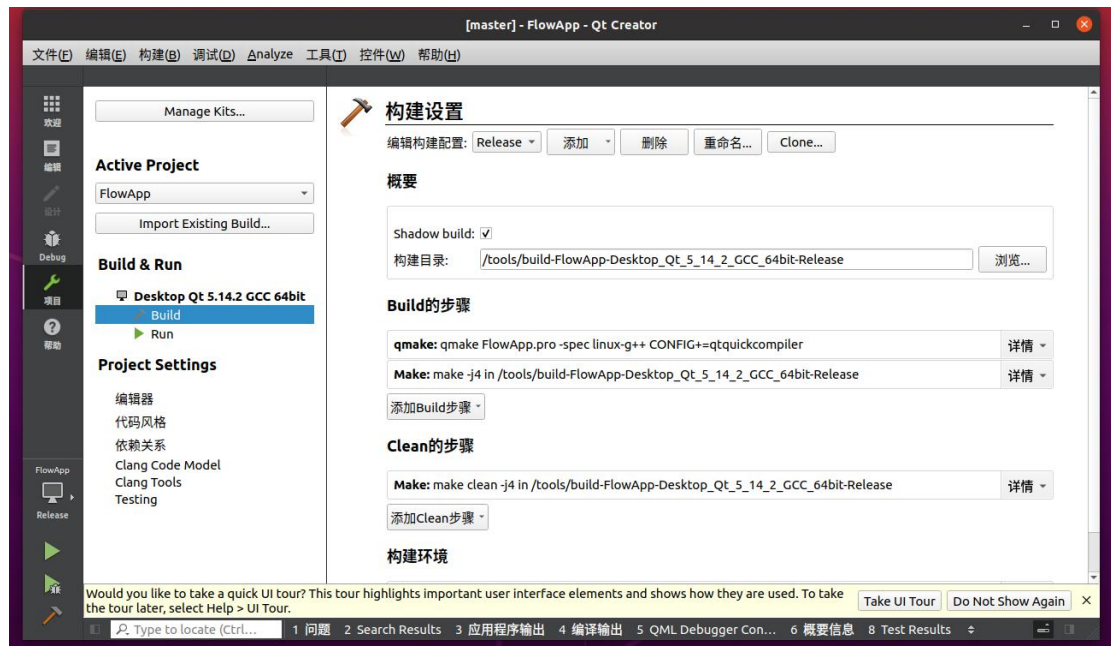 [master] - FlowApp - Qt Creator
文件(F) 编辑(E) 构建(B) 调试(D) Analyze 工具(T) 控件(W) 帮助(H)
欢迎
编辑
设计
Debug
项目
帮助
FlowApp
Release
Manage Kits...
Active Project
FlowApp
Import Existing Build...
Build & Run
Desktop Qt 5.14.2 GCC 64bit
Build
Run
Project Settings
编辑器
代码风格
依赖关系
Clang Code Model
Clang Tools
Testing
构建设置
编辑构建配置: Release 添加 删除 重命名... Clone...
概要
Shadow build:
构建目录: /tools/build-FlowApp-Desktop_Qt_5_14_2_GCC_64bit-Release 浏览...
Build的步骤
qmake: qmake FlowApp.pro -spec linux-g++ CONFIG+=qtquickcompiler 详情
Make: make -j4 in /tools/build-FlowApp-Desktop_Qt_5_14_2_GCC_64bit-Release 详情
添加Build步骤
Clean的步骤
Make: make clean -j4 in /tools/build-FlowApp-Desktop_Qt_5_14_2_GCC_64bit-Release 详情
添加Clean步骤
构建环境
Would you like to take a quick UI tour? This tour highlights important user interface elements and shows how they are used. To take
the tour later, select Help > UI Tour.
Take UI Tour Do Not Show Again
Type to locate (Ctrl... 1 问题 2 Search Results 3 应用程序输出 4 编译输出 5 QML Debugger Con... 6 概要信息 8 Test Results